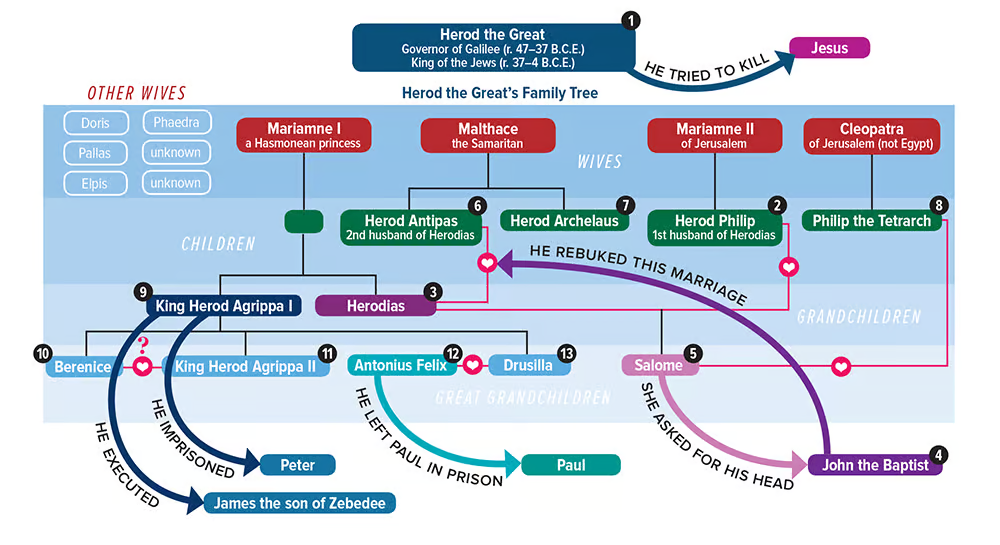 1
Herod the Great
Governor of Galilee (r. 47–37 B.C.E.)
King of the Jews (r. 37–4 B.C.E.)
Jesus
HE TRIED TO KILL
Herod the Great's Family Tree
OTHER WIVES
Doris
Phaedra
Pallas
unknown
Elpis
unknown
Mariamne I
a Hasmonean princess
Malthace
the Samaritan
Mariamne II
of Jerusalem
Cleopatra
of Jerusalem (not Egypt)
WIVES
6
Herod Antipas
2nd husband of Herodias
7
Herod Archelaus
2
Herod Philip
1st husband of Herodias
8
Philip the Tetrarch
CHILDREN
HE REBUKED THIS MARRIAGE
9
King Herod Agrippa I
3
Herodias
GRANDCHILDREN
10
Berenice
?
11
King Herod Agrippa II
12
Antonius Felix
13
Drusilla
5
Salome
GREAT GRANDCHILDREN
HE EXECUTED
HE IMPRISONED
HE LEFT PAUL IN PRISON
SHE ASKED FOR HIS HEAD
Peter
Paul
4
John the Baptist
James the son of Zebedee